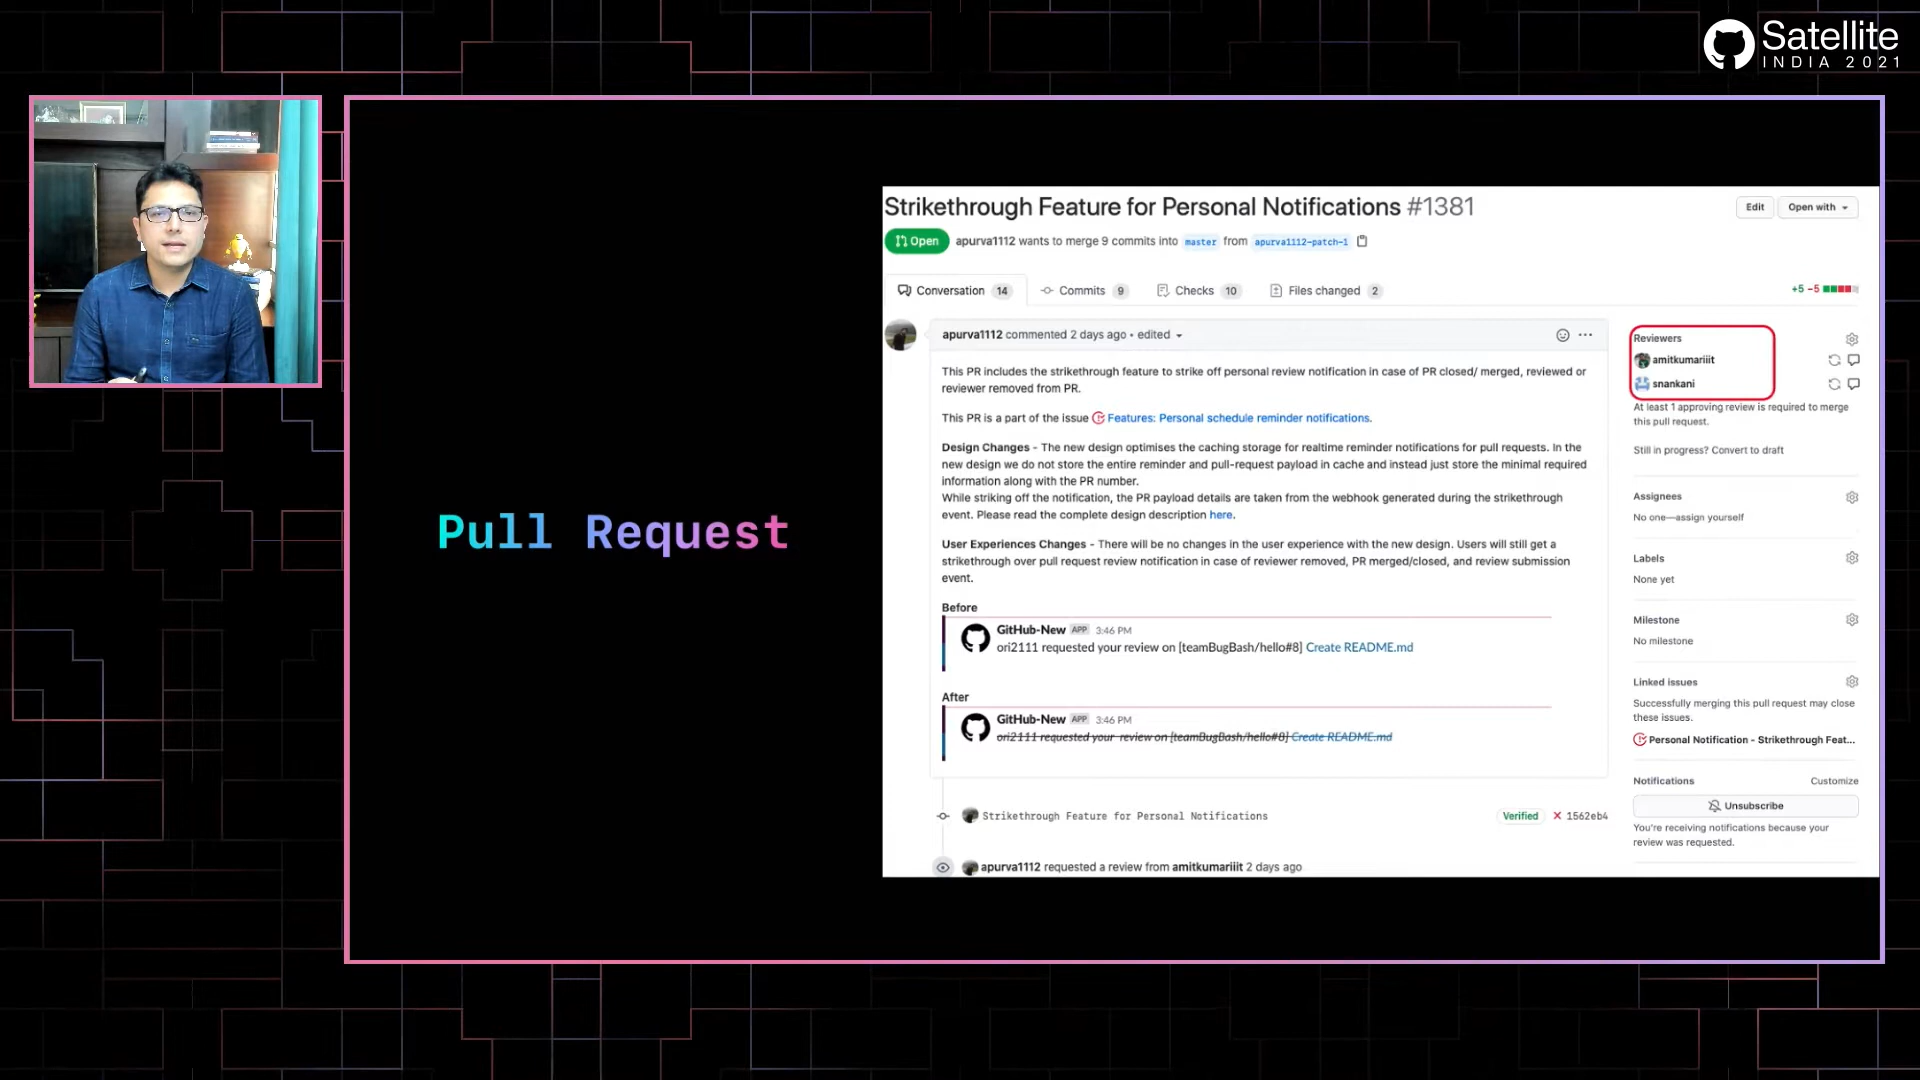 Satellite
INDIA 2021
Pull Request
Strikethrough Feature for Personal Notifications #1381
Edit
Open with
Open
apurva1112 wants to merge 9 commits into master from apurva1112-patch-1
Conversation 14
Commits 9
Checks 10
Files changed 2
+5 −5
apurva1112 commented 2 days ago • edited
This PR includes the strikethrough feature to strike off personal review notification in case of PR closed/ merged, reviewed or
reviewer removed from PR.
This PR is a part of the issue Features: Personal schedule reminder notifications.
Design Changes - The new design optimises the caching storage for realtime reminder notifications for pull requests. In the
new design we do not store the entire reminder and pull-request payload in cache and instead just store the minimal required
information along with the PR number.
While striking off the notification, the PR payload details are taken from the webhook generated during the strikethrough
event. Please read the complete design description here.
User Experiences Changes - There will be no changes in the user experience with the new design. Users will still get a
strikethrough over pull request review notification in case of reviewer removed, PR merged/closed, and review submission
event.
Before
GitHub-New APP 3:46 PM
ori2111 requested your review on [teamBugBash/hello#8] Create README.md
After
GitHub-New APP 3:46 PM
ori2111 requested your review on [teamBugBash/hello#8] Create README.md
Strikethrough Feature for Personal Notifications
Verified
1562eb4
apurva1112 requested a review from amitkumariiit 2 days ago
Reviewers
amitkumariiit
snankani
At least 1 approving review is required to merge
this pull request.
Still in progress? Convert to draft
Assignees
No one—assign yourself
Labels
None yet
Milestone
No milestone
Linked issues
Successfully merging this pull request may close
these issues.
Personal Notification - Strikethrough Feat...
Notifications
Customize
Unsubscribe
You're receiving notifications because your
review was requested.